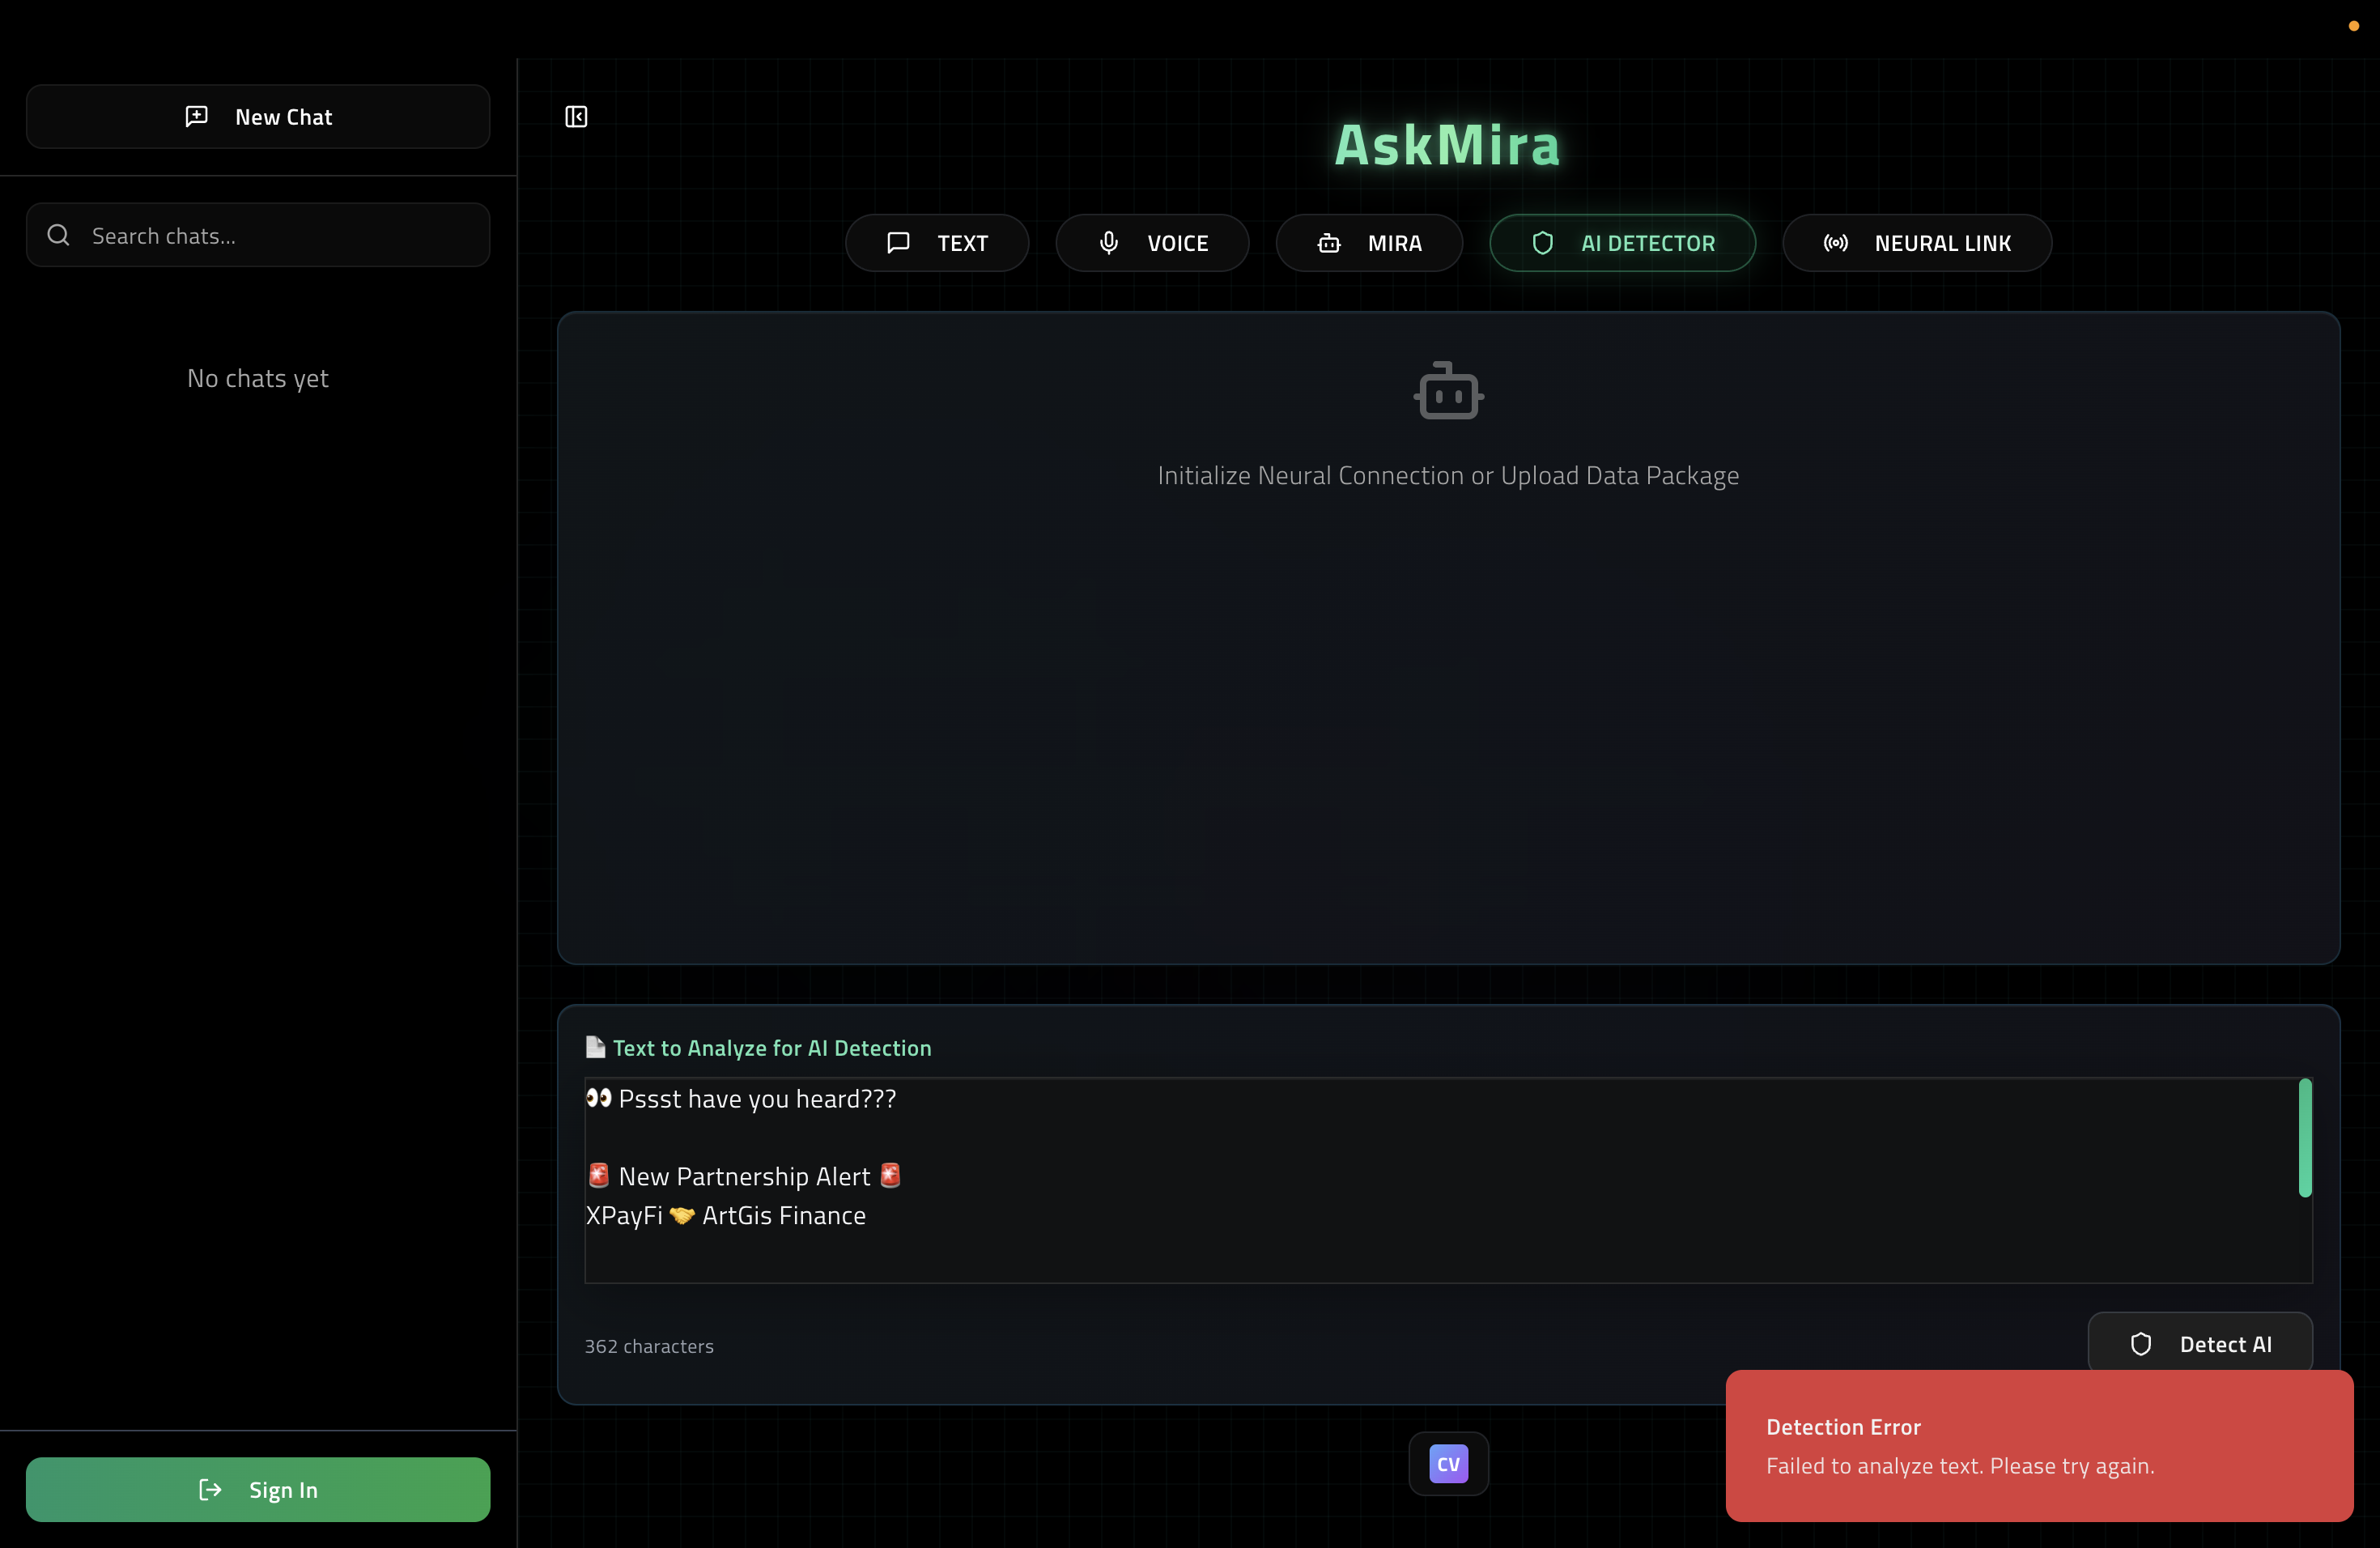 New Chat
Search chats...
No chats yet
Sign In
AskMira
TEXT
VOICE
MIRA
AI DETECTOR
NEURAL LINK
Initialize Neural Connection or Upload Data Package
📄 Text to Analyze for AI Detection
👀 Pssst have you heard???
🚨 New Partnership Alert 🚨
XPayFi 🤝 ArtGis Finance
362 characters
Detect AI
CV
Detection Error
Failed to analyze text. Please try again.